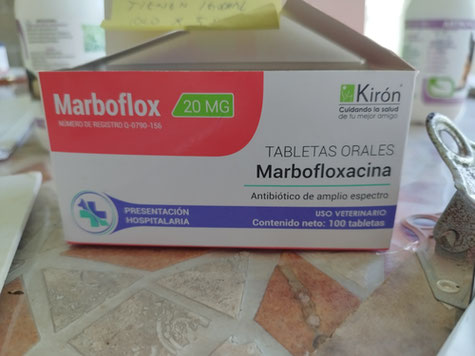 Marboflox 20 MG
NÚMERO DE REGISTRO Q-0790-156
Kirón
Cuidando la salud
de tu mejor amigo
TABLETAS ORALES
Marbofloxacina
Antibiótico de amplio espectro
PRESENTACIÓN
HOSPITALARIA
USO VETERINARIO
Contenido neto: 100 tabletas